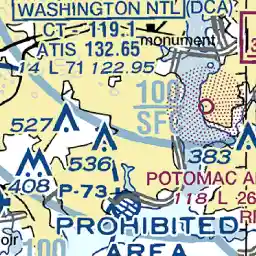 WASHINGTON NTL (DCA)
CT - 119.1
ATIS 132.65
monument
14 L 71 122.95
100
SFC
527
383
536
408
P-73
POTOMAC A
118 L 26
PROHIBITED
AREA
100